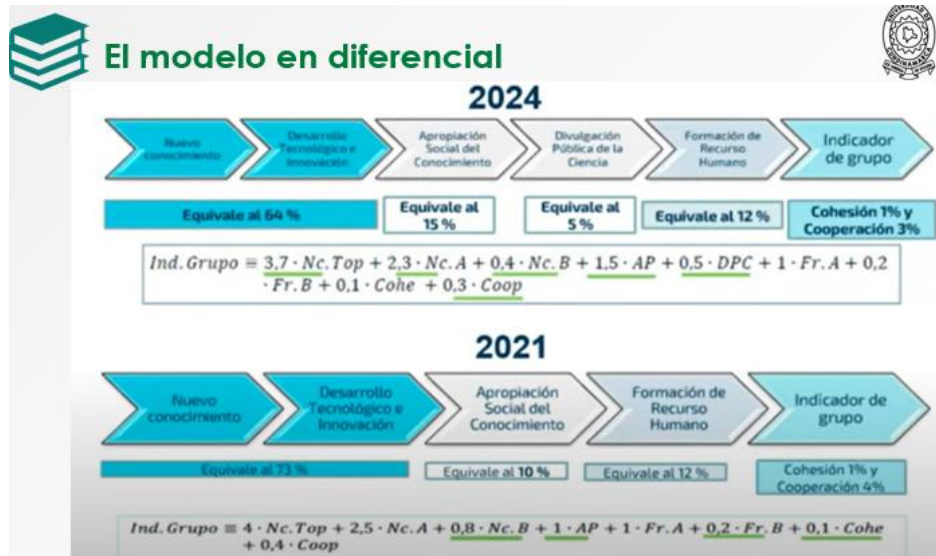 El modelo en diferencial
UNIVERSIDAD DE CUNDINAMARCA
2024
Nuevo
conocimiento
Desarrollo
Tecnológico e
Innovación
Apropiación
Social del
Conocimiento
Divulgación
Pública de la
Ciencia
Formación de
Recurso
Humano
Indicador
de grupo
Equivale al 64 %
Equivale al
15 %
Equivale al
5 %
Equivale al 12 %
Cohesión 1% y
Cooperación 3%
Ind. Grupo ≡ 3,7 · Nc. Top + 2,3 · Nc. A + 0,4 · Nc. B + 1,5 · AP + 0,5 · DPC + 1 · Fr. A + 0,2
· Fr. B + 0,1 · Cohe + 0,3 · Coop
2021
Nuevo
conocimiento
Desarrollo
Tecnológico e
Innovación
Apropiación
Social del
Conocimiento
Formación de
Recurso
Humano
Indicador de
grupo
Equivale al 73 %
Equivale al 10 %
Equivale al 12 %
Cohesión 1% y
Cooperación 4%
Ind. Grupo ≡ 4 · Nc. Top + 2,5 · Nc. A + 0,8 · Nc. B + 1 · AP + 1 · Fr. A + 0,2 · Fr. B + 0,1 · Cohe
+ 0,4 · Coop